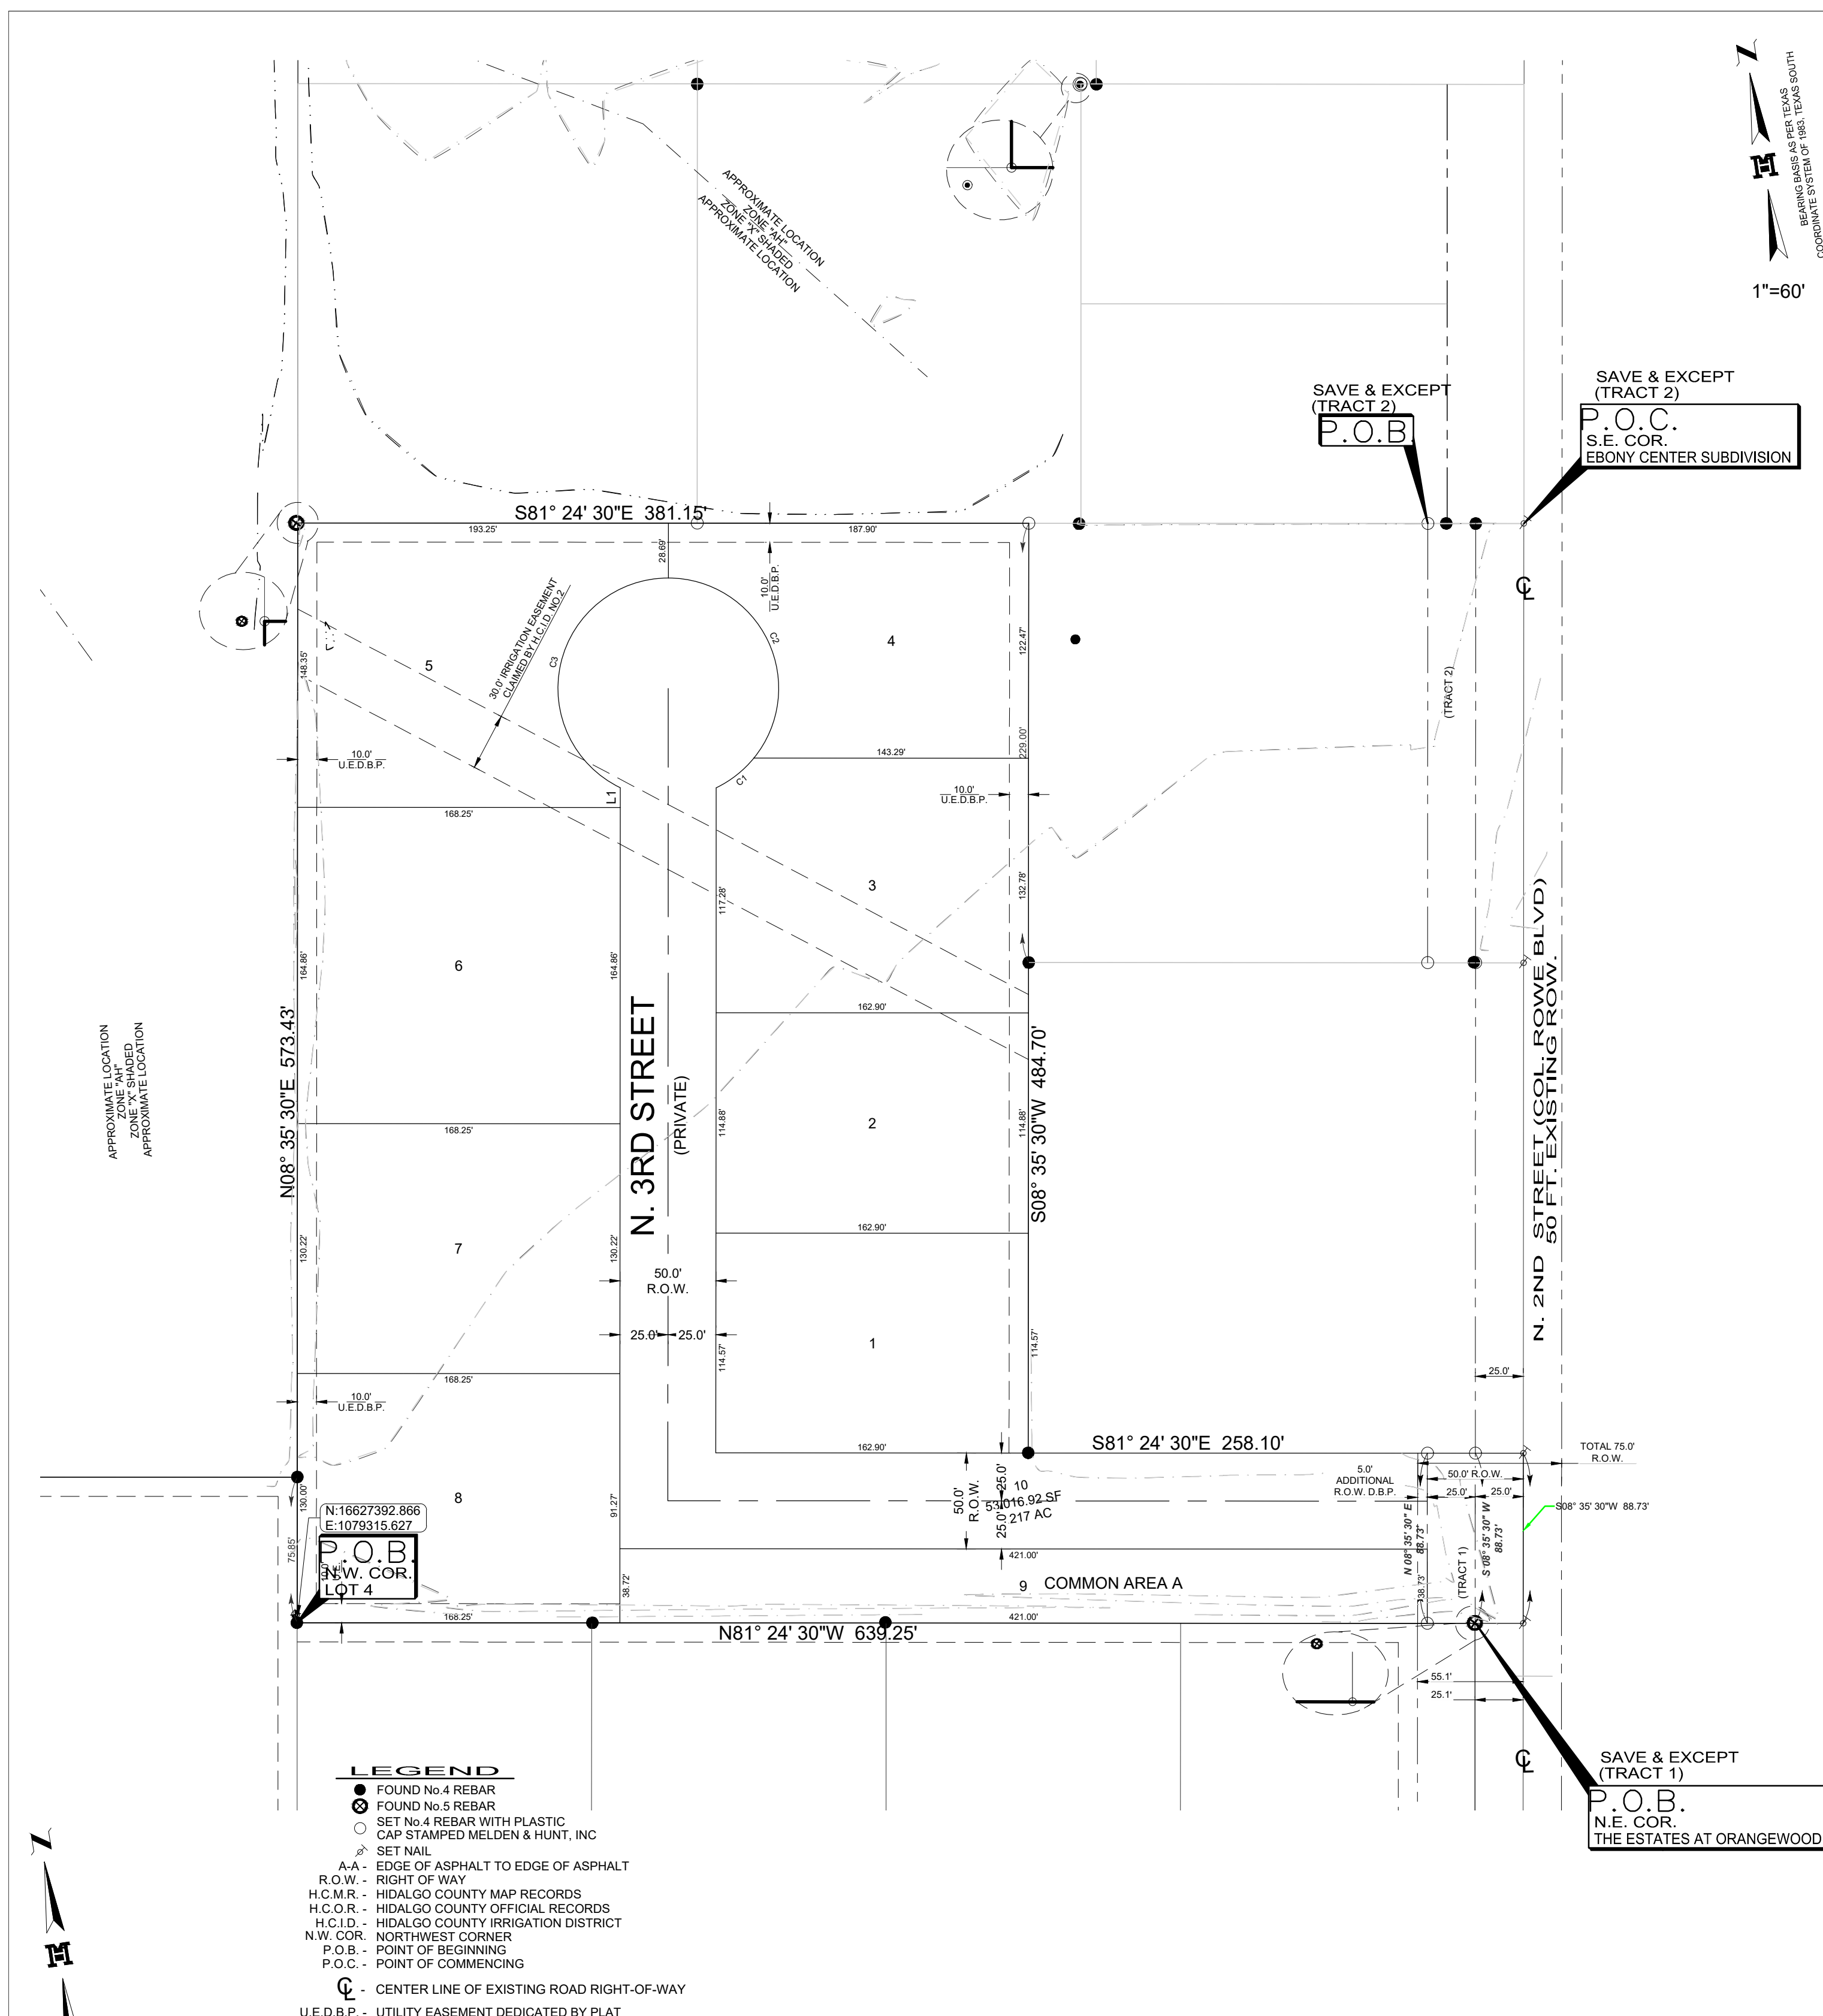 N
BEARING BASIS AS PER TEXAS
COORDINATE SYSTEM OF 1983, TEXAS SOUTH
1"=60'
APPROXIMATE LOCATION
ZONE "AH"
ZONE "X" SHADED
APPROXIMATE LOCATION
SAVE & EXCEPT
(TRACT 2)
P.O.B.
SAVE & EXCEPT
(TRACT 2)
P.O.C.
S.E. COR.
EBONY CENTER SUBDIVISION
S81° 24' 30"E 381.15'
193.25'
187.90'
28.69'
10.0'
U.E.D.B.P.
30.0' IRRIGATION EASEMENT
CLAIMED BY H.C.I.D. NO.2
C3
C2
C1
L1
5
4
148.35'
122.47'
229.00'
(TRACT 2)
10.0'
U.E.D.B.P.
143.29'
10.0'
U.E.D.B.P.
168.25'
117.28'
3
132.78'
6
164.86'
164.86'
162.90'
N08° 35' 30"E 573.43'
APPROXIMATE LOCATION
ZONE "AH"
ZONE "X" SHADED
APPROXIMATE LOCATION
N. 3RD STREET
(PRIVATE)
S08° 35' 30"W 484.70'
N. 2ND STREET (COL. ROWE BLVD)
50 FT. EXISTING ROW.
168.25'
114.88'
2
114.88'
7
130.22'
130.22'
162.90'
50.0'
R.O.W.
25.0'
25.0'
1
114.57'
114.57'
168.25'
10.0'
U.E.D.B.P.
25.0'
162.90'
S81° 24' 30"E 258.10'
TOTAL 75.0'
R.O.W.
5.0'
ADDITIONAL
R.O.W. D.B.P.
50.0' R.O.W.
25.0'
25.0'
8
130.00'
91.27'
50.0'
R.O.W.
25.0'
25.0'
10
53,016.92 SF
217 AC
S08° 35' 30"W 88.73'
N 08° 35' 30" E
88.73'
S 08° 35' 30" W
88.73'
(TRACT 1)
N:16627392.866
E:1079315.627
P.O.B.
N.W. COR.
LOT 4
75.85'
38.72'
421.00'
9
COMMON AREA A
38.73'
168.25'
421.00'
N81° 24' 30"W 639.25'
55.1'
25.1'
SAVE & EXCEPT
(TRACT 1)
P.O.B.
N.E. COR.
THE ESTATES AT ORANGEWOOD
LEGEND
FOUND No.4 REBAR
FOUND No.5 REBAR
SET No.4 REBAR WITH PLASTIC
CAP STAMPED MELDEN & HUNT, INC
SET NAIL
A-A - EDGE OF ASPHALT TO EDGE OF ASPHALT
R.O.W. - RIGHT OF WAY
H.C.M.R. - HIDALGO COUNTY MAP RECORDS
H.C.O.R. - HIDALGO COUNTY OFFICIAL RECORDS
H.C.I.D. - HIDALGO COUNTY IRRIGATION DISTRICT
N.W. COR. NORTHWEST CORNER
P.O.B. - POINT OF BEGINNING
P.O.C. - POINT OF COMMENCING
℄ - CENTER LINE OF EXISTING ROAD RIGHT-OF-WAY
U.E.D.B.P. - UTILITY EASEMENT DEDICATED BY PLAT
N